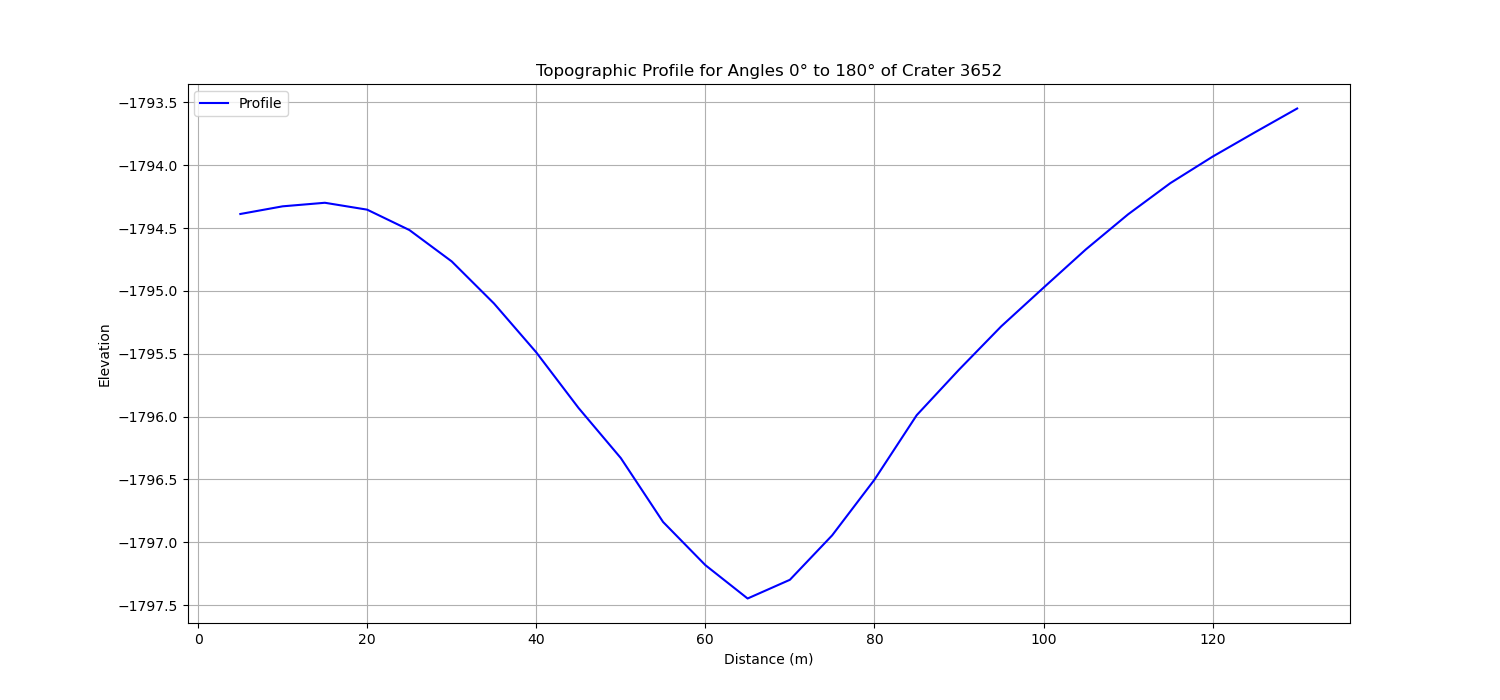 Topographic Profile for Angles 0° to 180° of Crater 3652
Profile
−1793.5
−1794.0
−1794.5
−1795.0
−1795.5
−1796.0
−1796.5
−1797.0
−1797.5
Elevation
0 20 40 60 80 100 120
Distance (m)